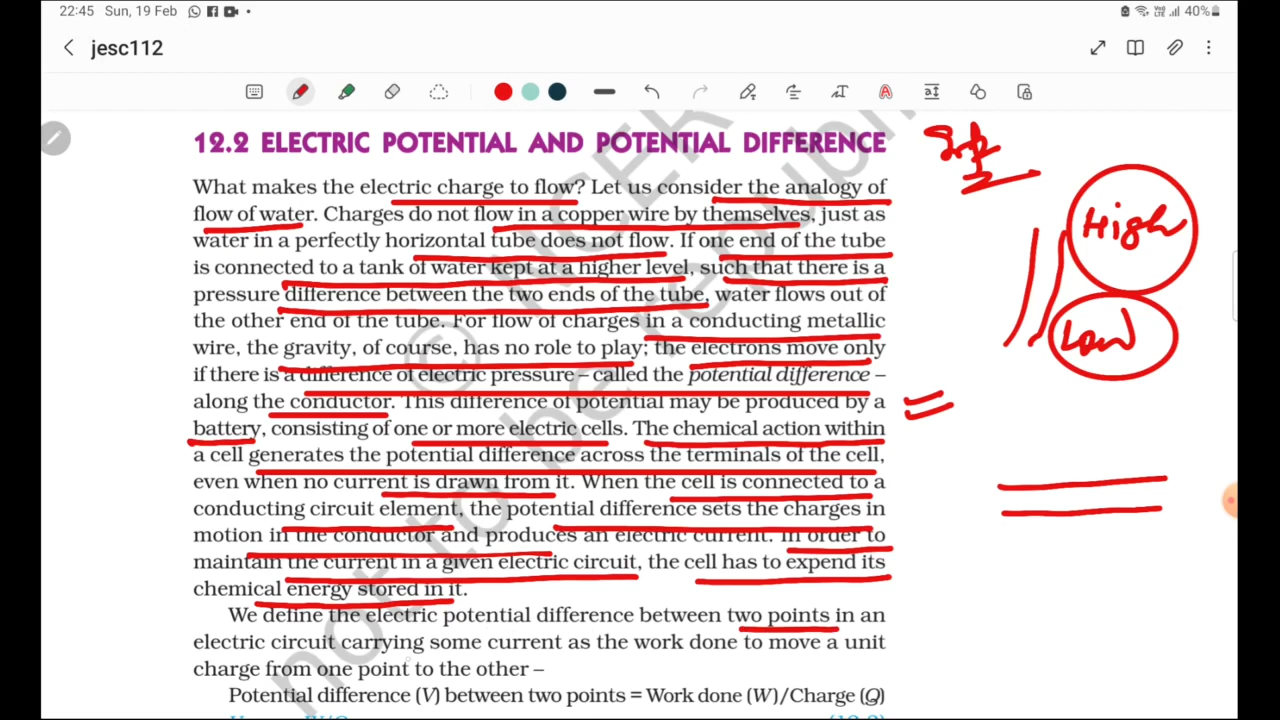 22:45 Sun, 19 Feb
40%
jesc112
12.2 ELECTRIC POTENTIAL AND POTENTIAL DIFFERENCE
What makes the electric charge to flow? Let us consider the analogy of
flow of water. Charges do not flow in a copper wire by themselves, just as
water in a perfectly horizontal tube does not flow. If one end of the tube
is connected to a tank of water kept at a higher level, such that there is a
pressure difference between the two ends of the tube, water flows out of
the other end of the tube. For flow of charges in a conducting metallic
wire, the gravity, of course, has no role to play; the electrons move only
if there is a difference of electric pressure – called the potential difference –
along the conductor. This difference of potential may be produced by a
battery, consisting of one or more electric cells. The chemical action within
a cell generates the potential difference across the terminals of the cell,
even when no current is drawn from it. When the cell is connected to a
conducting circuit element, the potential difference sets the charges in
motion in the conductor and produces an electric current. In order to
maintain the current in a given electric circuit, the cell has to expend its
chemical energy stored in it.
We define the electric potential difference between two points in an
electric circuit carrying some current as the work done to move a unit
charge from one point to the other –
Potential difference (V) between two points = Work done (W)/Charge (Q)
High
Low
not to be republ
© NCER